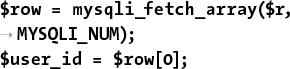 $row = mysqli_fetch_array($r,
→ MYSQLI_NUM);
$user_id = $row[0];